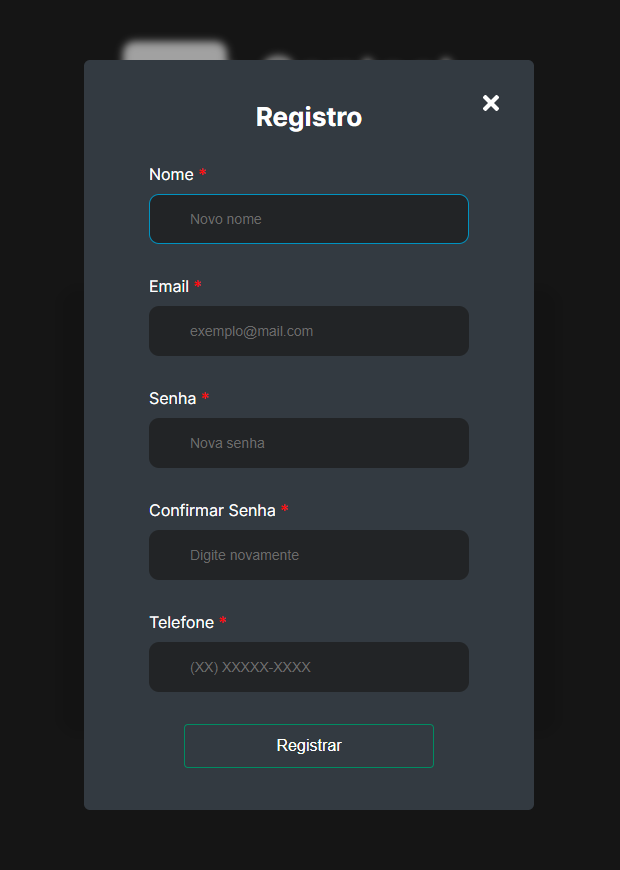 Registro
Nome *
Novo nome
Email *
exemplo@mail.com
Senha *
Nova senha
Confirmar Senha *
Digite novamente
Telefone *
(XX) XXXXX-XXXX
Registrar